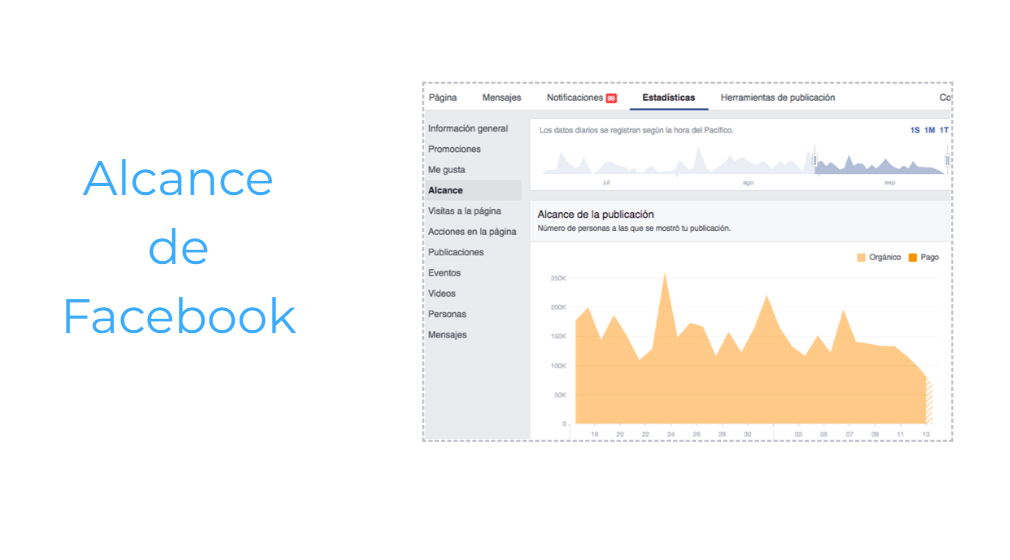 Alcance
de
Facebook
Página Mensajes Notificaciones 99 Estadísticas Herramientas de publicación Co
Información general
Promociones
Me gusta
Alcance
Visitas a la página
Acciones en la página
Publicaciones
Eventos
Videos
Personas
Mensajes
Los datos diarios se registran según la hora del Pacífico. 1S 1M 1T
jul ago sep
Alcance de la publicación
Número de personas a las que se mostró tu publicación.
Orgánico Pago
250K
200K
150K
100K
50K
0
18 20 22 24 26 28 30 03 05 07 09 11 13